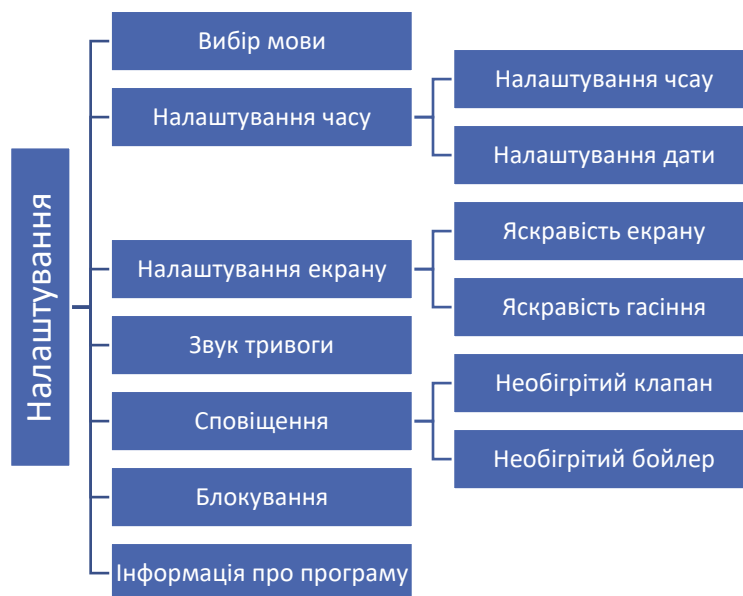 Налаштування
Вибір мови
Налаштування часу
Налаштування чсау
Налаштування дати
Налаштування екрану
Яскравість екрану
Яскравість гасіння
Звук тривоги
Сповіщення
Необігрітий клапан
Необігрітий бойлер
Блокування
Інформація про програму